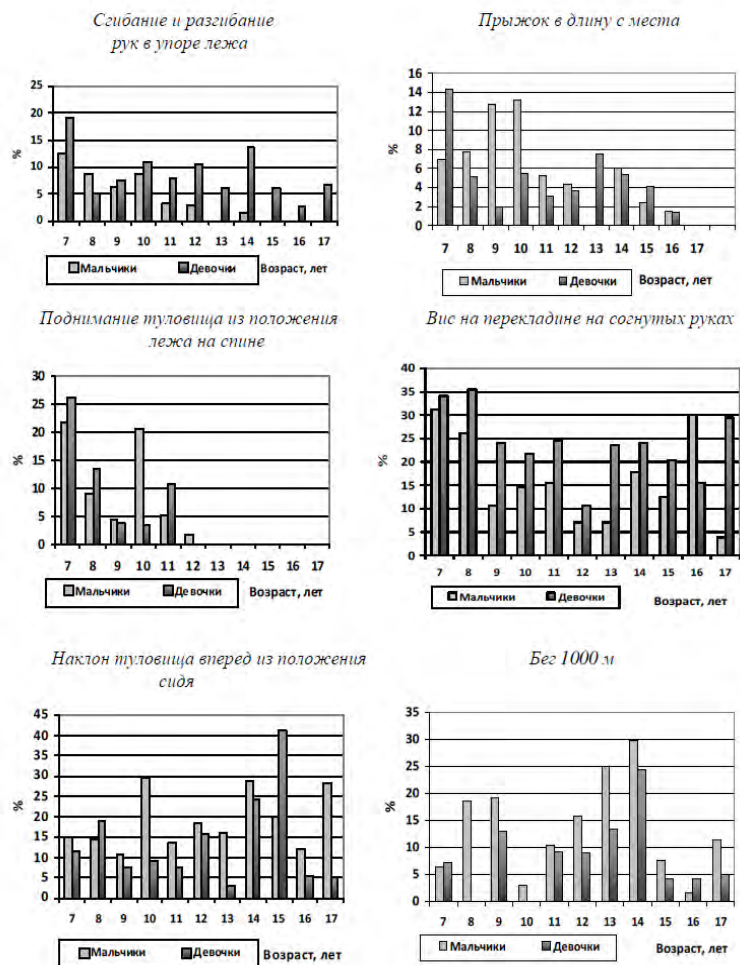 Сгибание и разгибание
рук в упоре лежа
25
20
15
10
5
0
%
7 8 9 10 11 12 13 14 15 16 17
Мальчики Девочки Возраст, лет
Прыжок в длину с места
16
14
12
10
8
6
4
2
0
%
7 8 9 10 11 12 13 14 15 16 17
Мальчики Девочки Возраст, лет
Поднимание туловища из положения
лежа на спине
30
25
20
15
10
5
0
%
7 8 9 10 11 12 13 14 15 16 17
Мальчики Девочки Возраст, лет
Вис на перекладине на согнутых руках
40
35
30
25
20
15
10
5
0
%
7 8 9 10 11 12 13 14 15 16 17
Мальчики Девочки Возраст, лет
Наклон туловища вперед из положения
сидя
45
40
35
30
25
20
15
10
5
0
%
7 8 9 10 11 12 13 14 15 16 17
Мальчики Девочки Возраст, лет
Бег 1000 м
35
30
25
20
15
10
5
0
%
7 8 9 10 11 12 13 14 15 16 17
Мальчики Девочки Возраст, лет